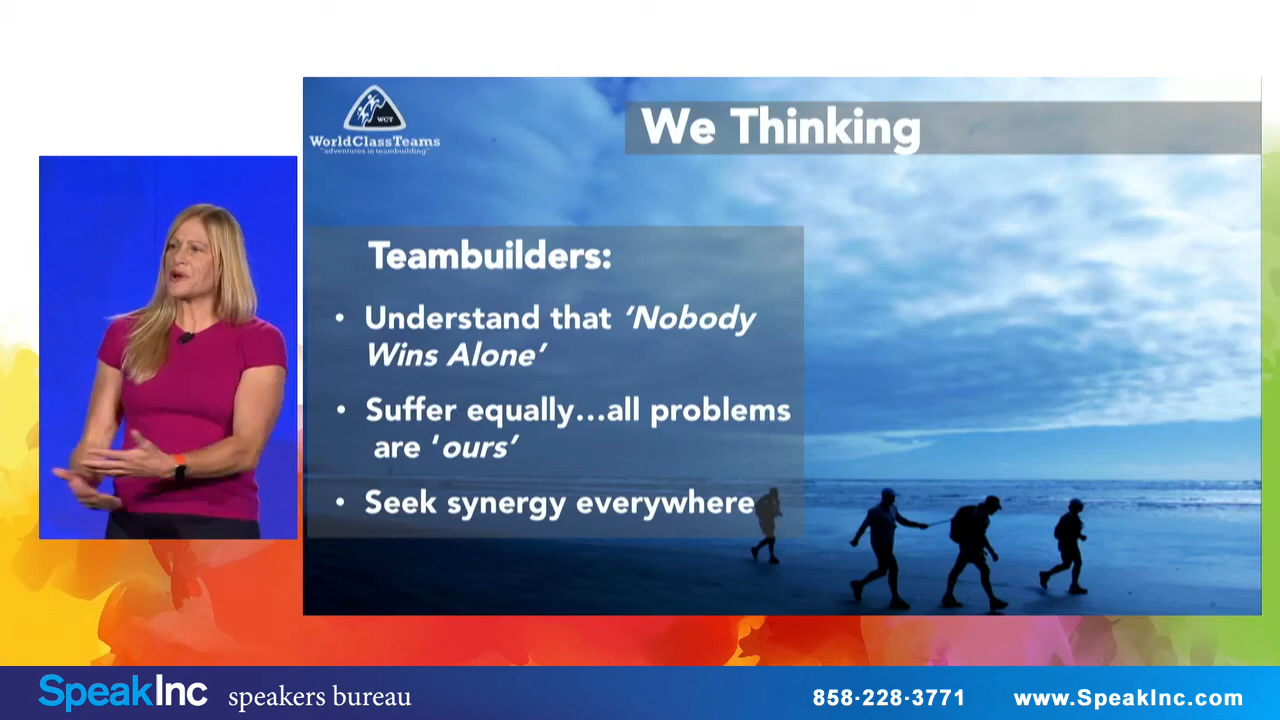 WCT
WorldClassTeams
"adventures in teambuilding"
We Thinking
Teambuilders:
• Understand that ‘Nobody
Wins Alone’
• Suffer equally...all problems
are ‘ours’
• Seek synergy everywhere
SpeakInc speakers bureau
858-228-3771 www.SpeakInc.com